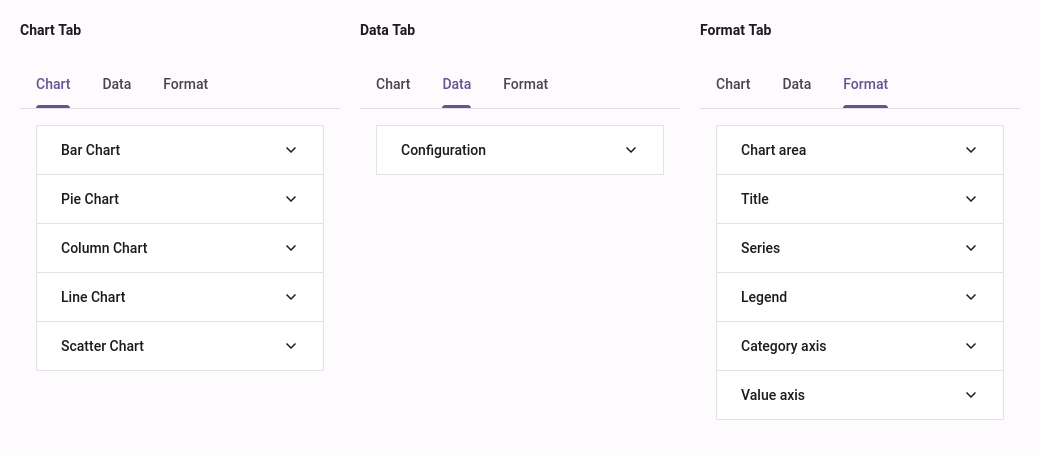 Chart Tab
Chart Data Format
Bar Chart
Pie Chart
Column Chart
Line Chart
Scatter Chart
Data Tab
Chart Data Format
Configuration
Format Tab
Chart Data Format
Chart area
Title
Series
Legend
Category axis
Value axis